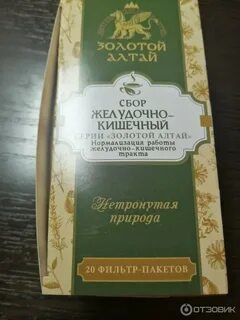 ЗОЛОТОЙ
АЛТАЙ
СБОР
ЖЕЛУДОЧНО-
КИШЕЧНЫЙ
СЕРИИ «ЗОЛОТОЙ АЛТАЙ»
Нормализация работы
желудочно-кишечного
тракта
Нетронутая
природа
20 ФИЛЬТР-ПАКЕТОВ
ОТЗОВИК